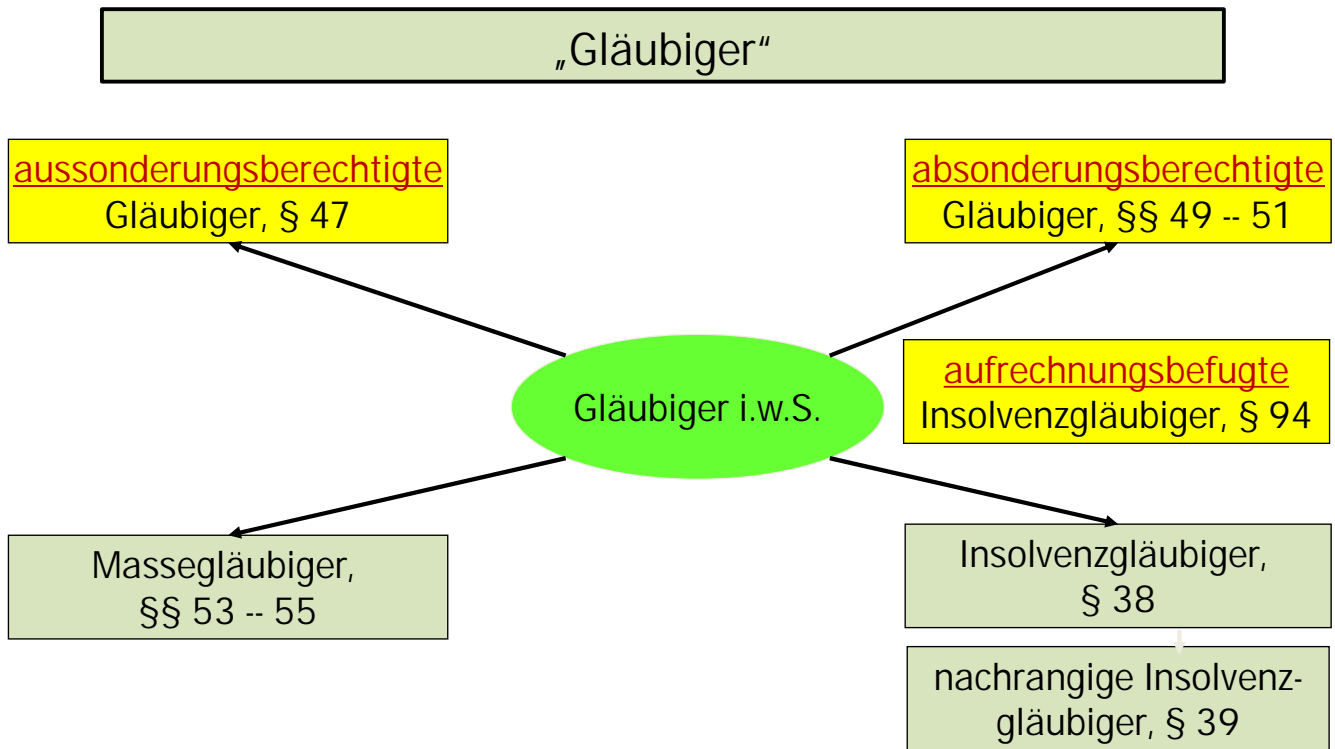 „Gläubiger“
aussonderungsberechtigte
Gläubiger, § 47
absonderungsberechtigte
Gläubiger, §§ 49 -- 51
Gläubiger i.w.S.
aufrechnungsbefugte
Insolvenzgläubiger, § 94
Massegläubiger,
§§ 53 -- 55
Insolvenzgläubiger,
§ 38
nachrangige Insolvenz-
gläubiger, § 39